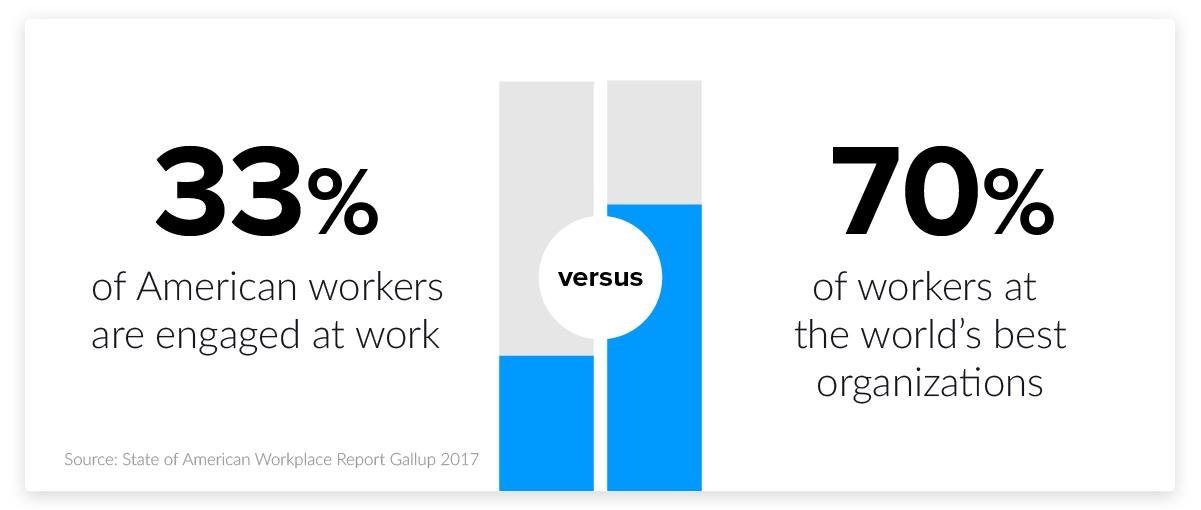 33%
of American workers
are engaged at work
versus
70%
of workers at
the world's best
organizations
Source: State of American Workplace Report Gallup 2017